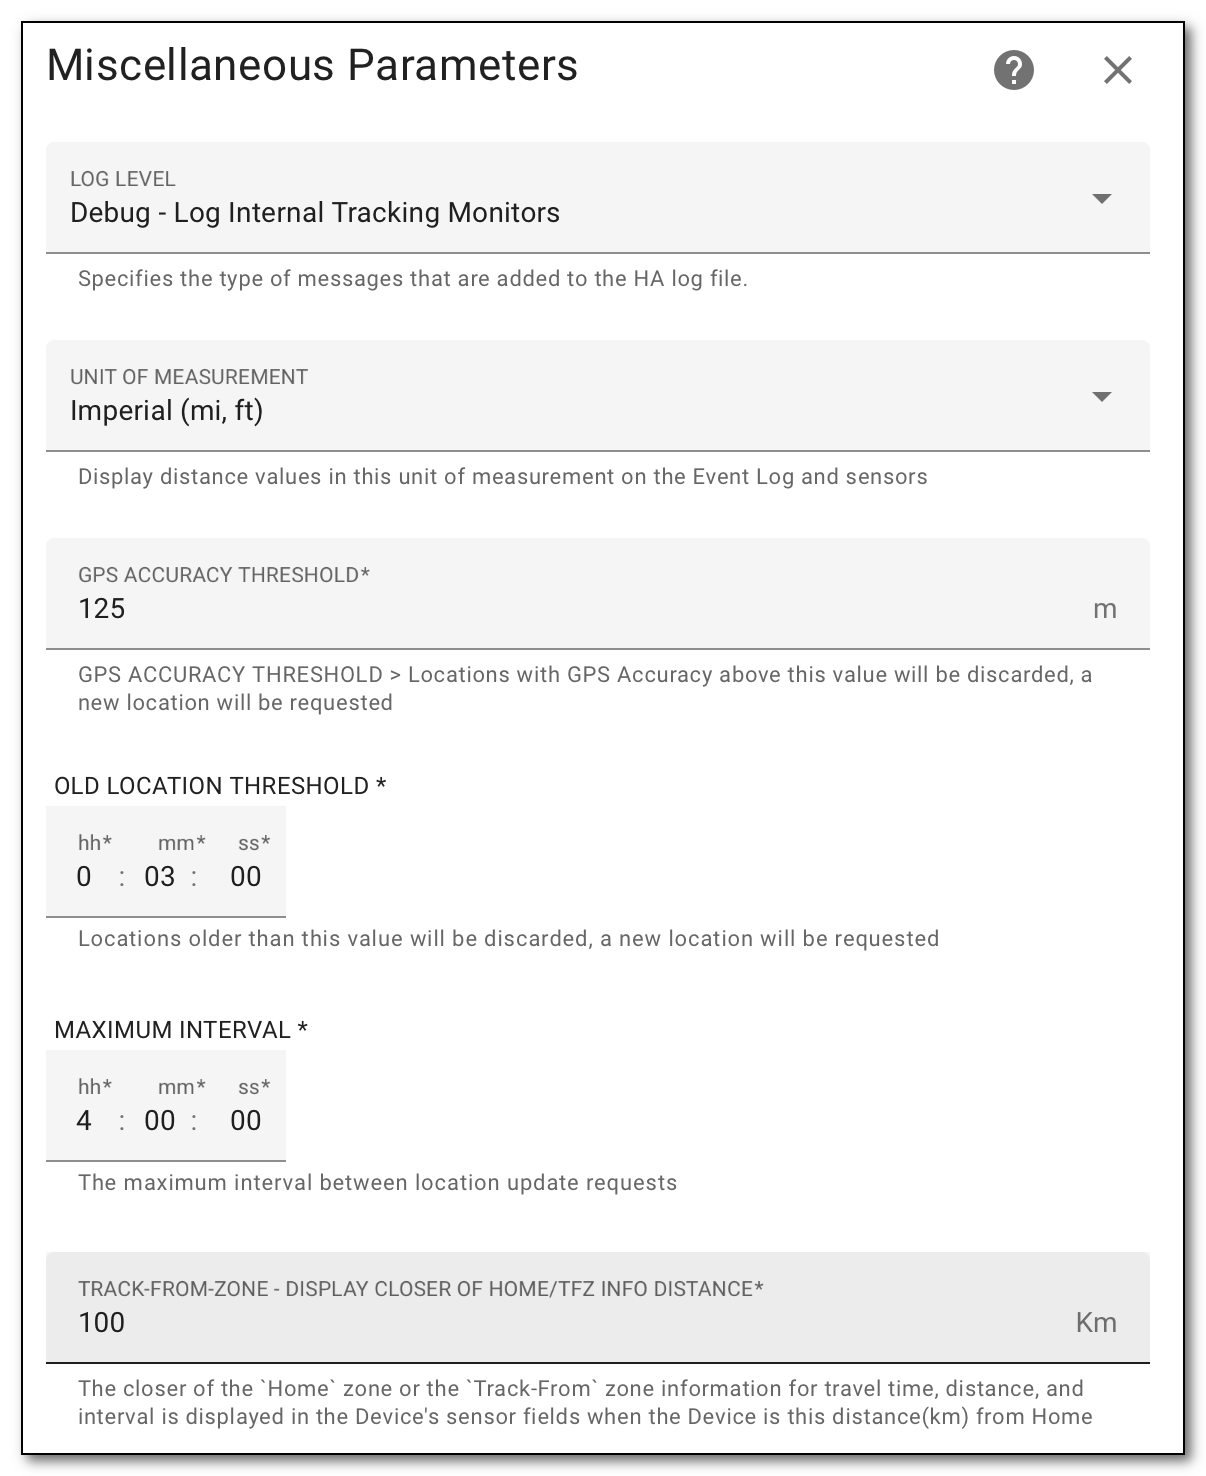 Miscellaneous Parameters
LOG LEVEL
Debug - Log Internal Tracking Monitors
Specifies the type of messages that are added to the HA log file.
UNIT OF MEASUREMENT
Imperial (mi, ft)
Display distance values in this unit of measurement on the Event Log and sensors
GPS ACCURACY THRESHOLD*
125 m
GPS ACCURACY THRESHOLD > Locations with GPS Accuracy above this value will be discarded, a
new location will be requested
OLD LOCATION THRESHOLD *
hh* mm* ss*
0 : 03 : 00
Locations older than this value will be discarded, a new location will be requested
MAXIMUM INTERVAL *
hh* mm* ss*
4 : 00 : 00
The maximum interval between location update requests
TRACK-FROM-ZONE - DISPLAY CLOSER OF HOME/TFZ INFO DISTANCE*
100 Km
The closer of the `Home` zone or the `Track-From` zone information for travel time, distance, and
interval is displayed in the Device's sensor fields when the Device is this distance(km) from Home